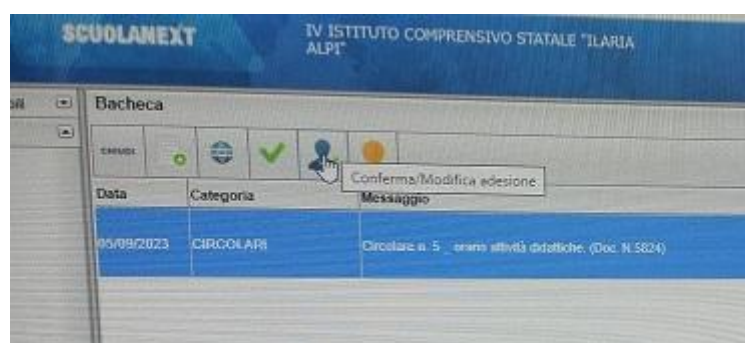 SCUOLANEXT
IV ISTITUTO COMPRENSIVO STATALE "ILARIA
ALPI"
Bacheca
CHIUDI
Conferma/Modifica adesione
Data
Categoria
Messaggio
05/09/2023
CIRCOLARI
Circolare n. 5 _ orario attività didattiche. (Doc. N.5824)